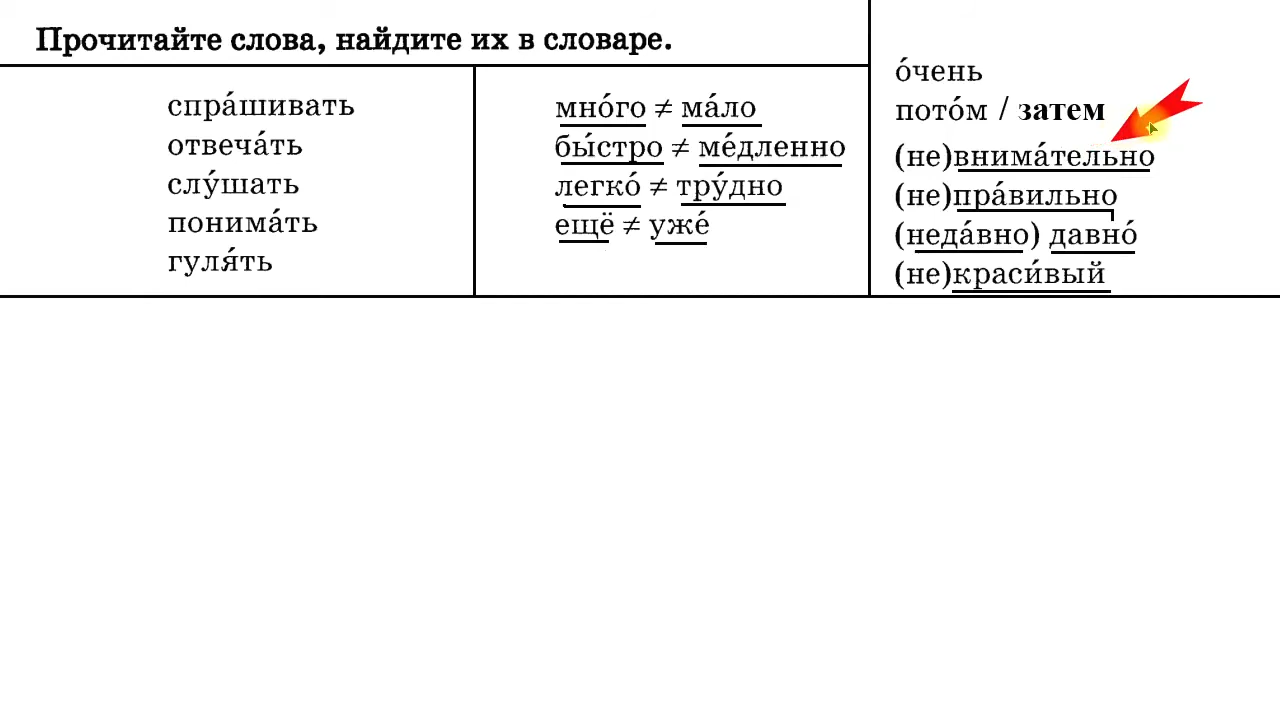 Прочитайте слова, найдите их в словаре.
спра́шивать
отвеча́ть
слу́шать
понима́ть
гуля́ть
мно́го ≠ ма́ло
бы́стро ≠ ме́дленно
легко́ ≠ тру́дно
ещё ≠ уже́
о́чень
пото́м / затем
(не)внима́тельно
(не)пра́вильно
(неда́вно) давно́
(не)краси́вый